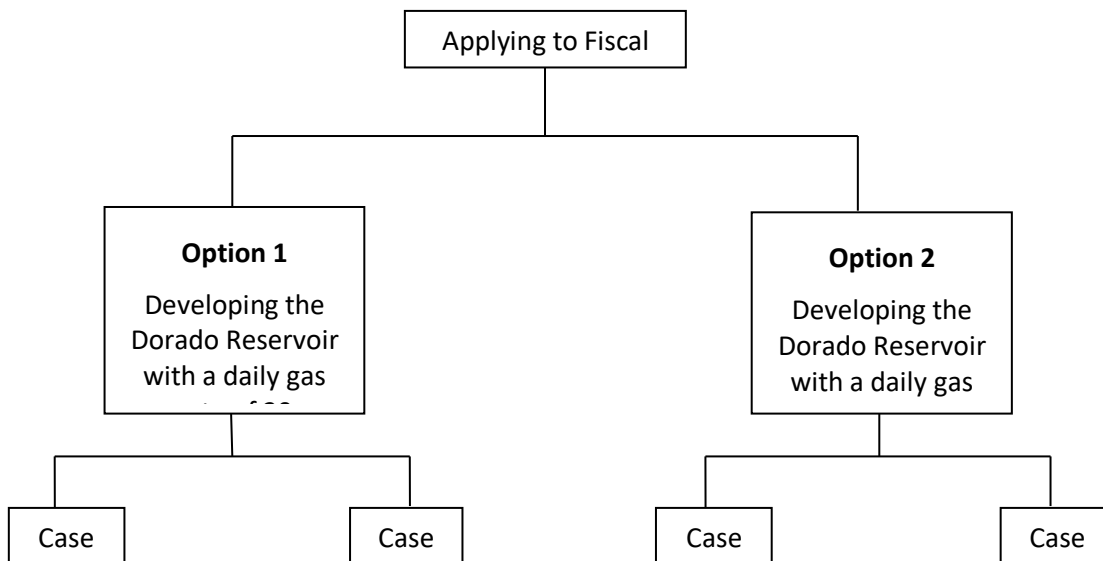 Applying to Fiscal
Option 1
Developing the
Dorado Reservoir
with a daily gas
Option 2
Developing the
Dorado Reservoir
with a daily gas
Case
Case
Case
Case